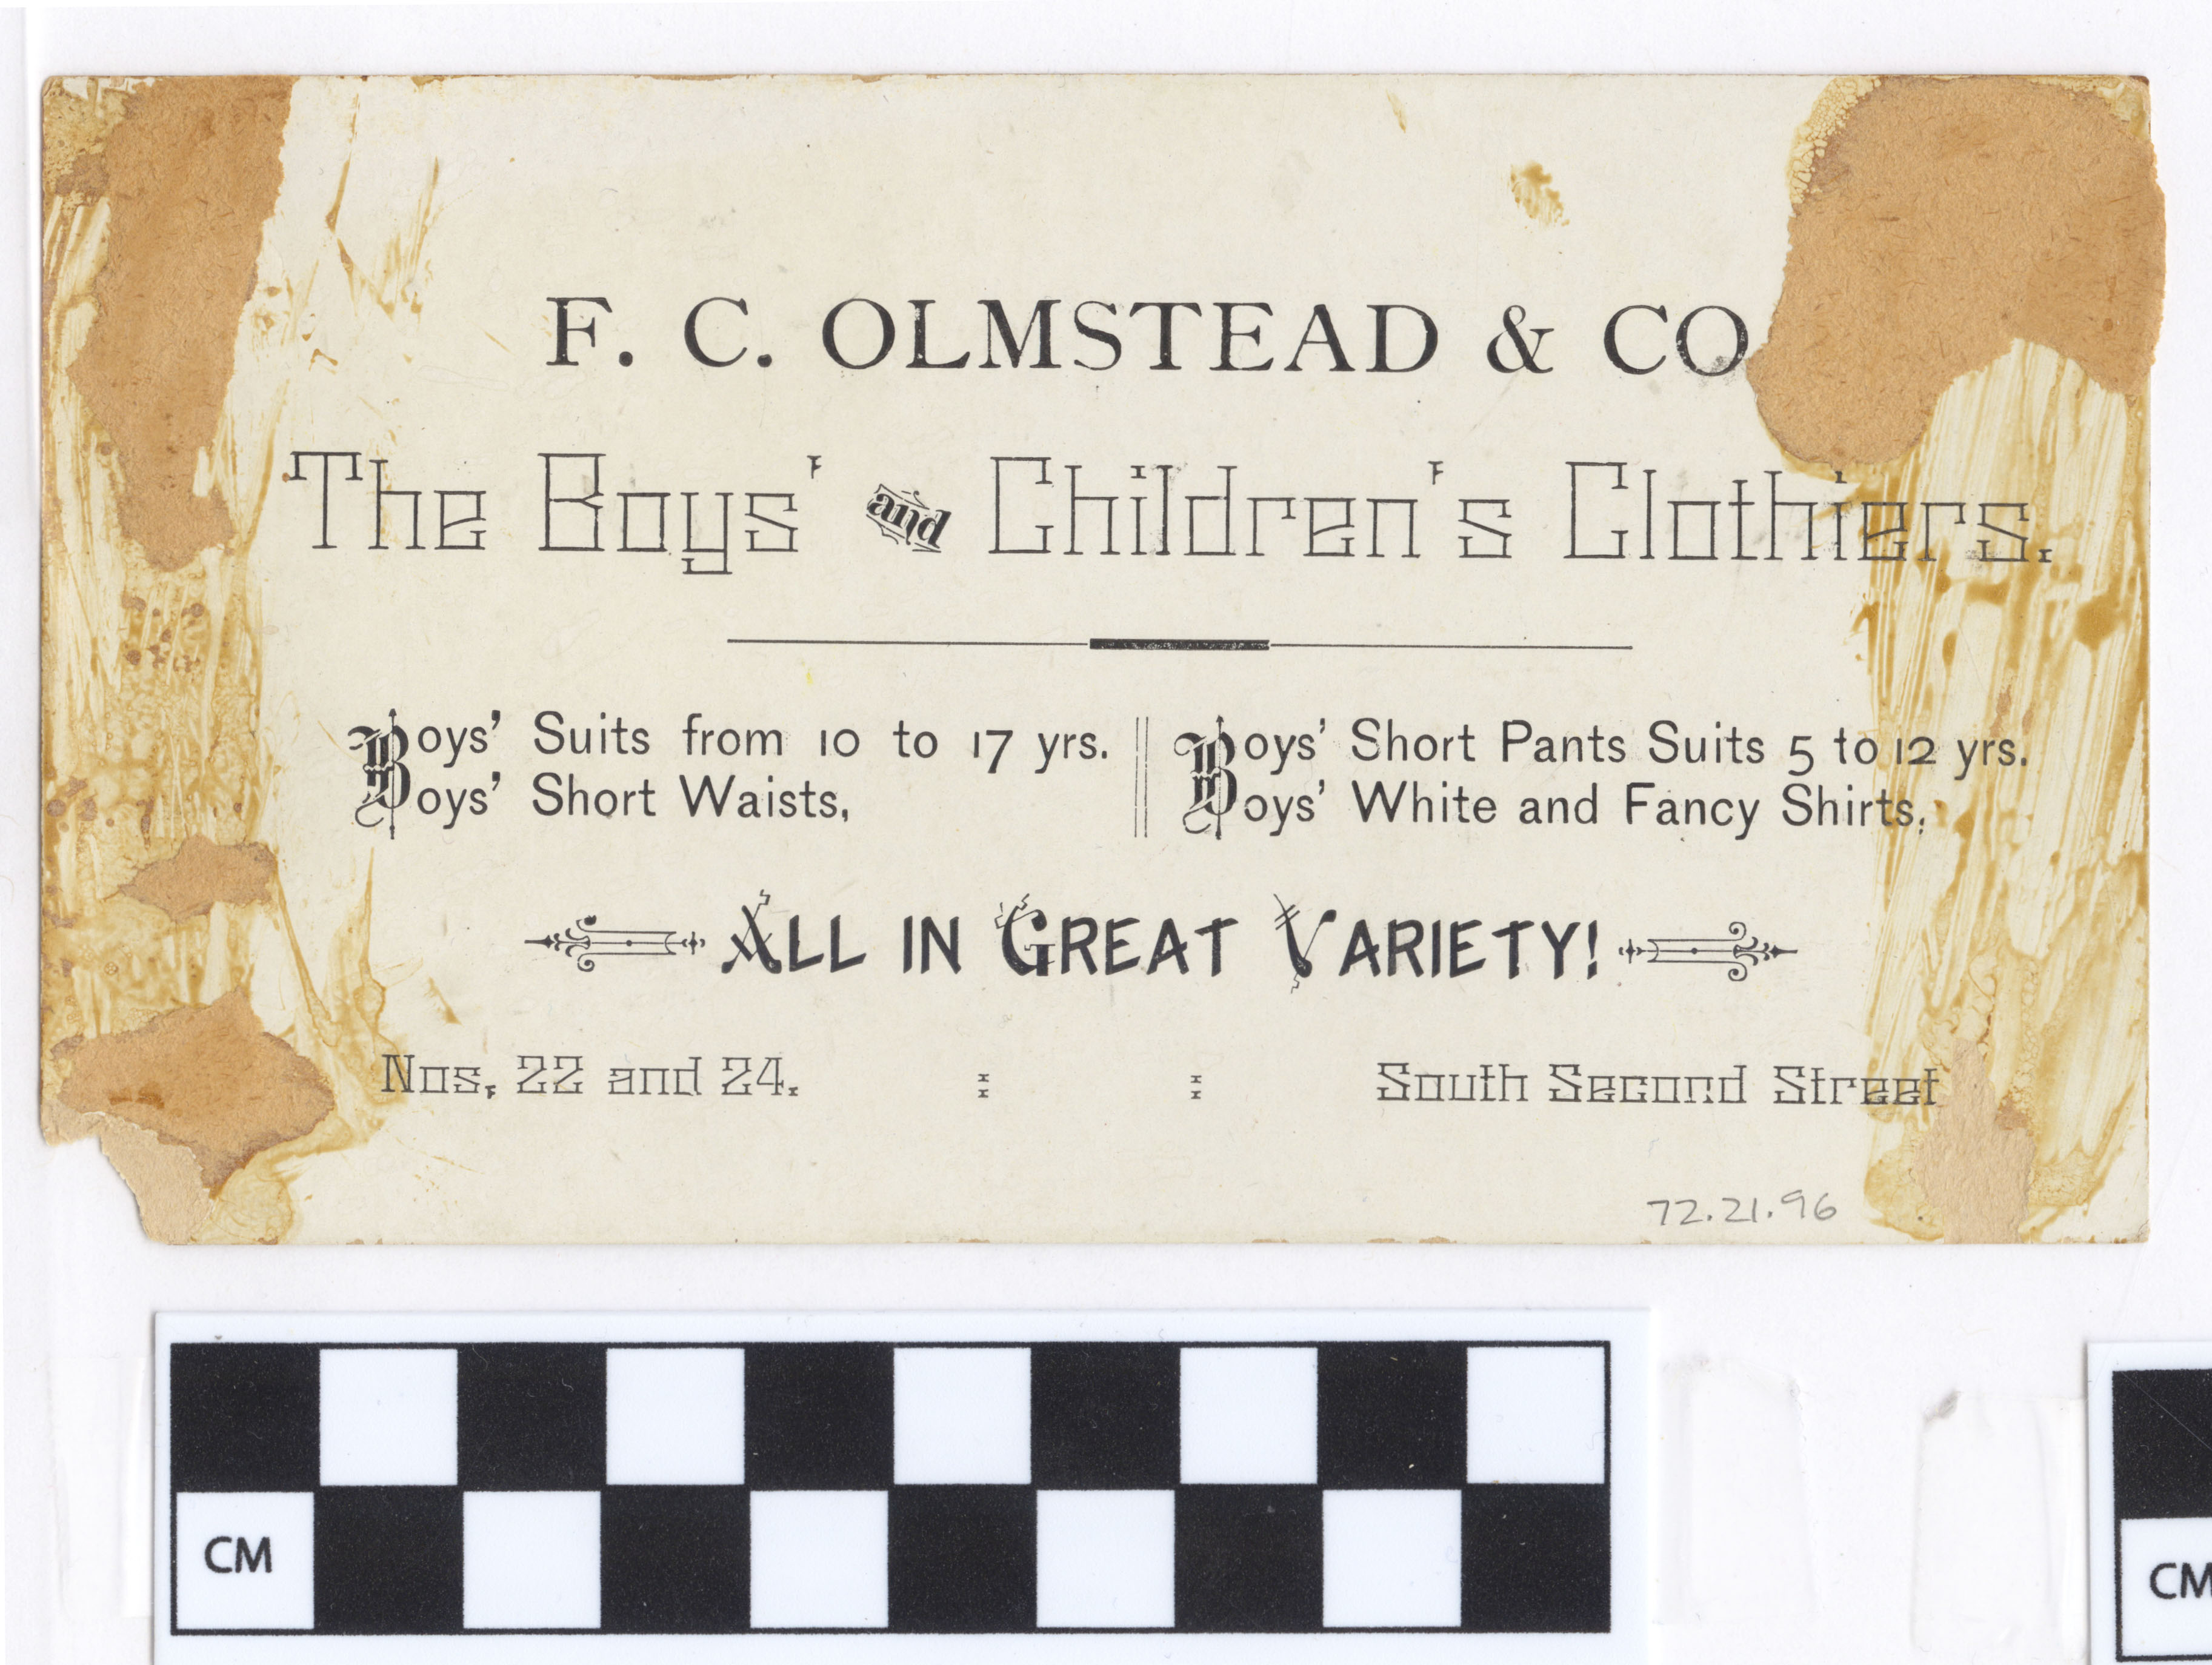 F. C. OLMSTEAD & CO
The Boys' and Children's Clothiers.
Boys' Suits from 10 to 17 yrs.
Boys' Short Waists,
Boys' Short Pants Suits 5 to 12 yrs.
Boys' White and Fancy Shirts,
ALL IN GREAT VARIETY!
Nos, 22 and 24. : : South Second Street
72.21.96
CM
CM